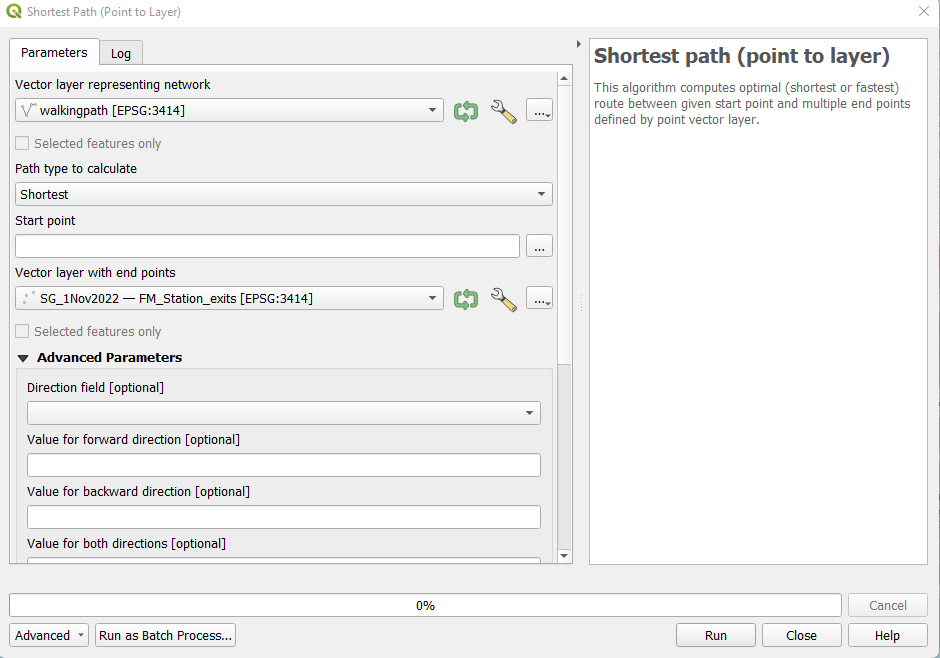 Shortest Path (Point to Layer)
Parameters
Log
Vector layer representing network
walkingpath [EPSG:3414]
...
Selected features only
Path type to calculate
Shortest
Start point
...
Vector layer with end points
SG_1Nov2022 — FM_Station_exits [EPSG:3414]
...
Selected features only
Advanced Parameters
Direction field [optional]
Value for forward direction [optional]
Value for backward direction [optional]
Value for both directions [optional]
Shortest path (point to layer)
This algorithm computes optimal (shortest or fastest)
route between given start point and multiple end points
defined by point vector layer.
0%
Cancel
Advanced
Run as Batch Process...
Run
Close
Help